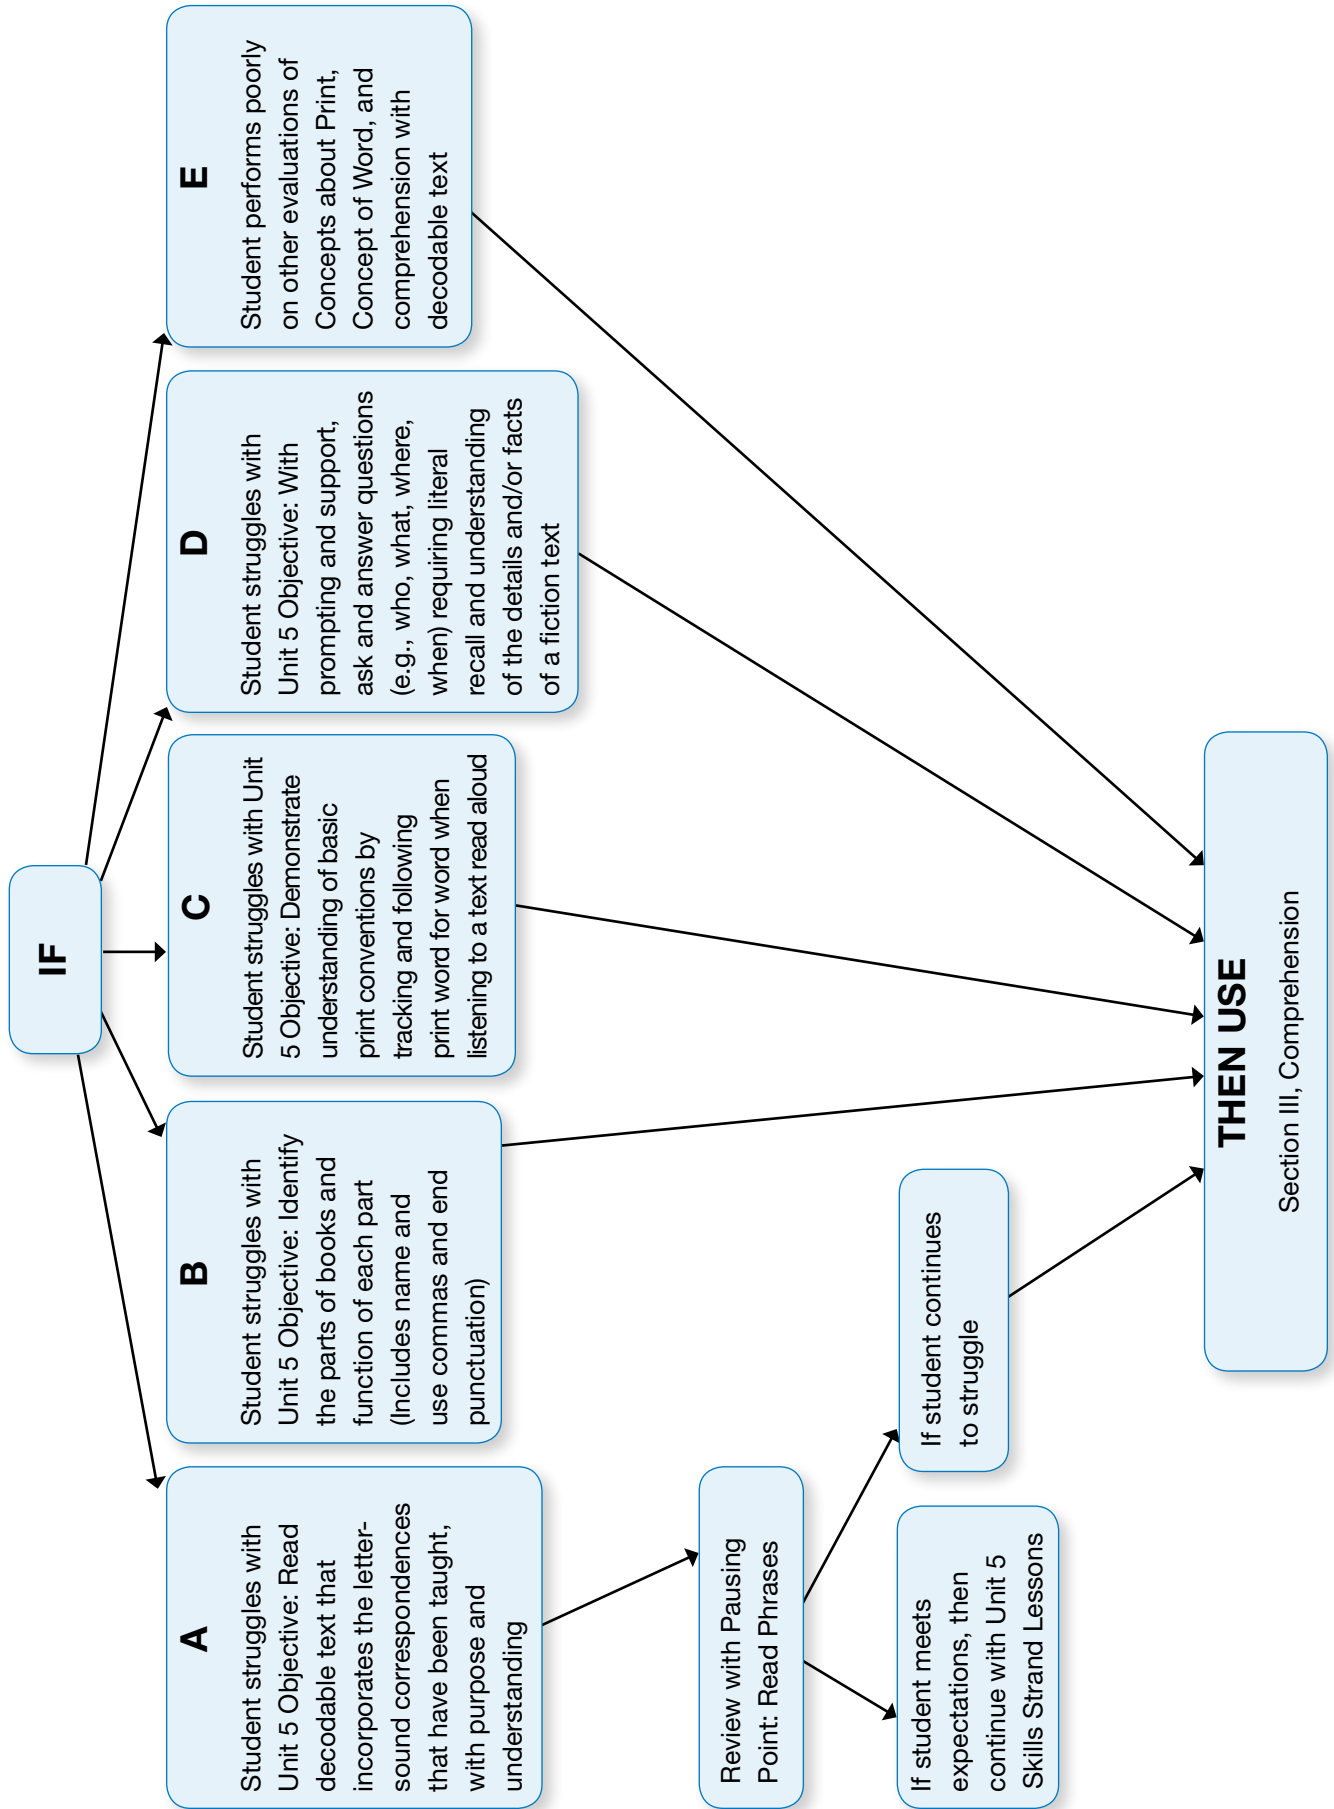 IF
A
Student struggles with
Unit 5 Objective: Read
decodable text that
incorporates the letter-
sound correspondences
that have been taught,
with purpose and
understanding
B
Student struggles with
Unit 5 Objective: Identify
the parts of books and
function of each part
(Includes name and
use commas and end
punctuation)
C
Student struggles with Unit
5 Objective: Demonstrate
understanding of basic
print conventions by
tracking and following
print word for word when
listening to a text read aloud
D
Student struggles with
Unit 5 Objective: With
prompting and support,
ask and answer questions
(e.g., who, what, where,
when) requiring literal
recall and understanding
of the details and/or facts
of a fiction text
E
Student performs poorly
on other evaluations of
Concepts about Print,
Concept of Word, and
comprehension with
decodable text
Review with Pausing
Point: Read Phrases
If student meets
expectations, then
continue with Unit 5
Skills Strand Lessons
If student continues
to struggle
THEN USE
Section III, Comprehension